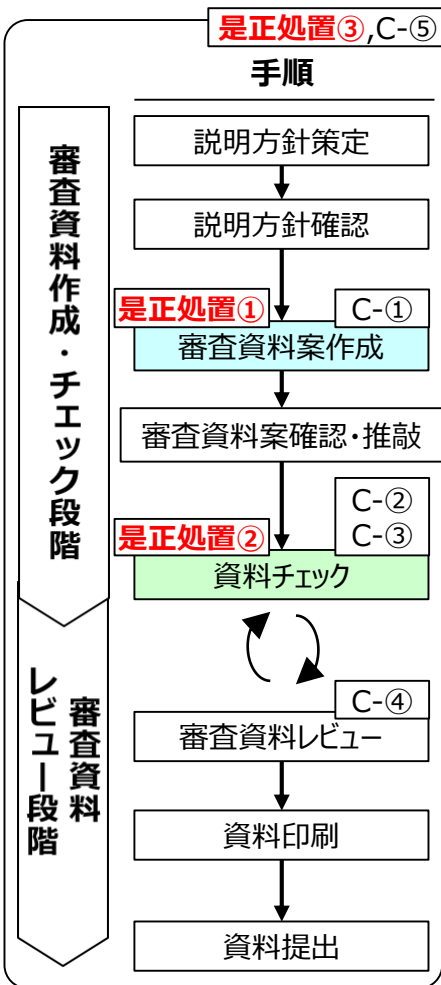 是正処置③,C-⑤
手順
審査資料作成・チェック段階
説明方針策定
説明方針確認
是正処置①
C-①
審査資料案作成
審査資料案確認・推敲
C-②
C-③
是正処置②
資料チェック
審査資料
レビュー段階
C-④
審査資料レビュー
資料印刷
資料提出